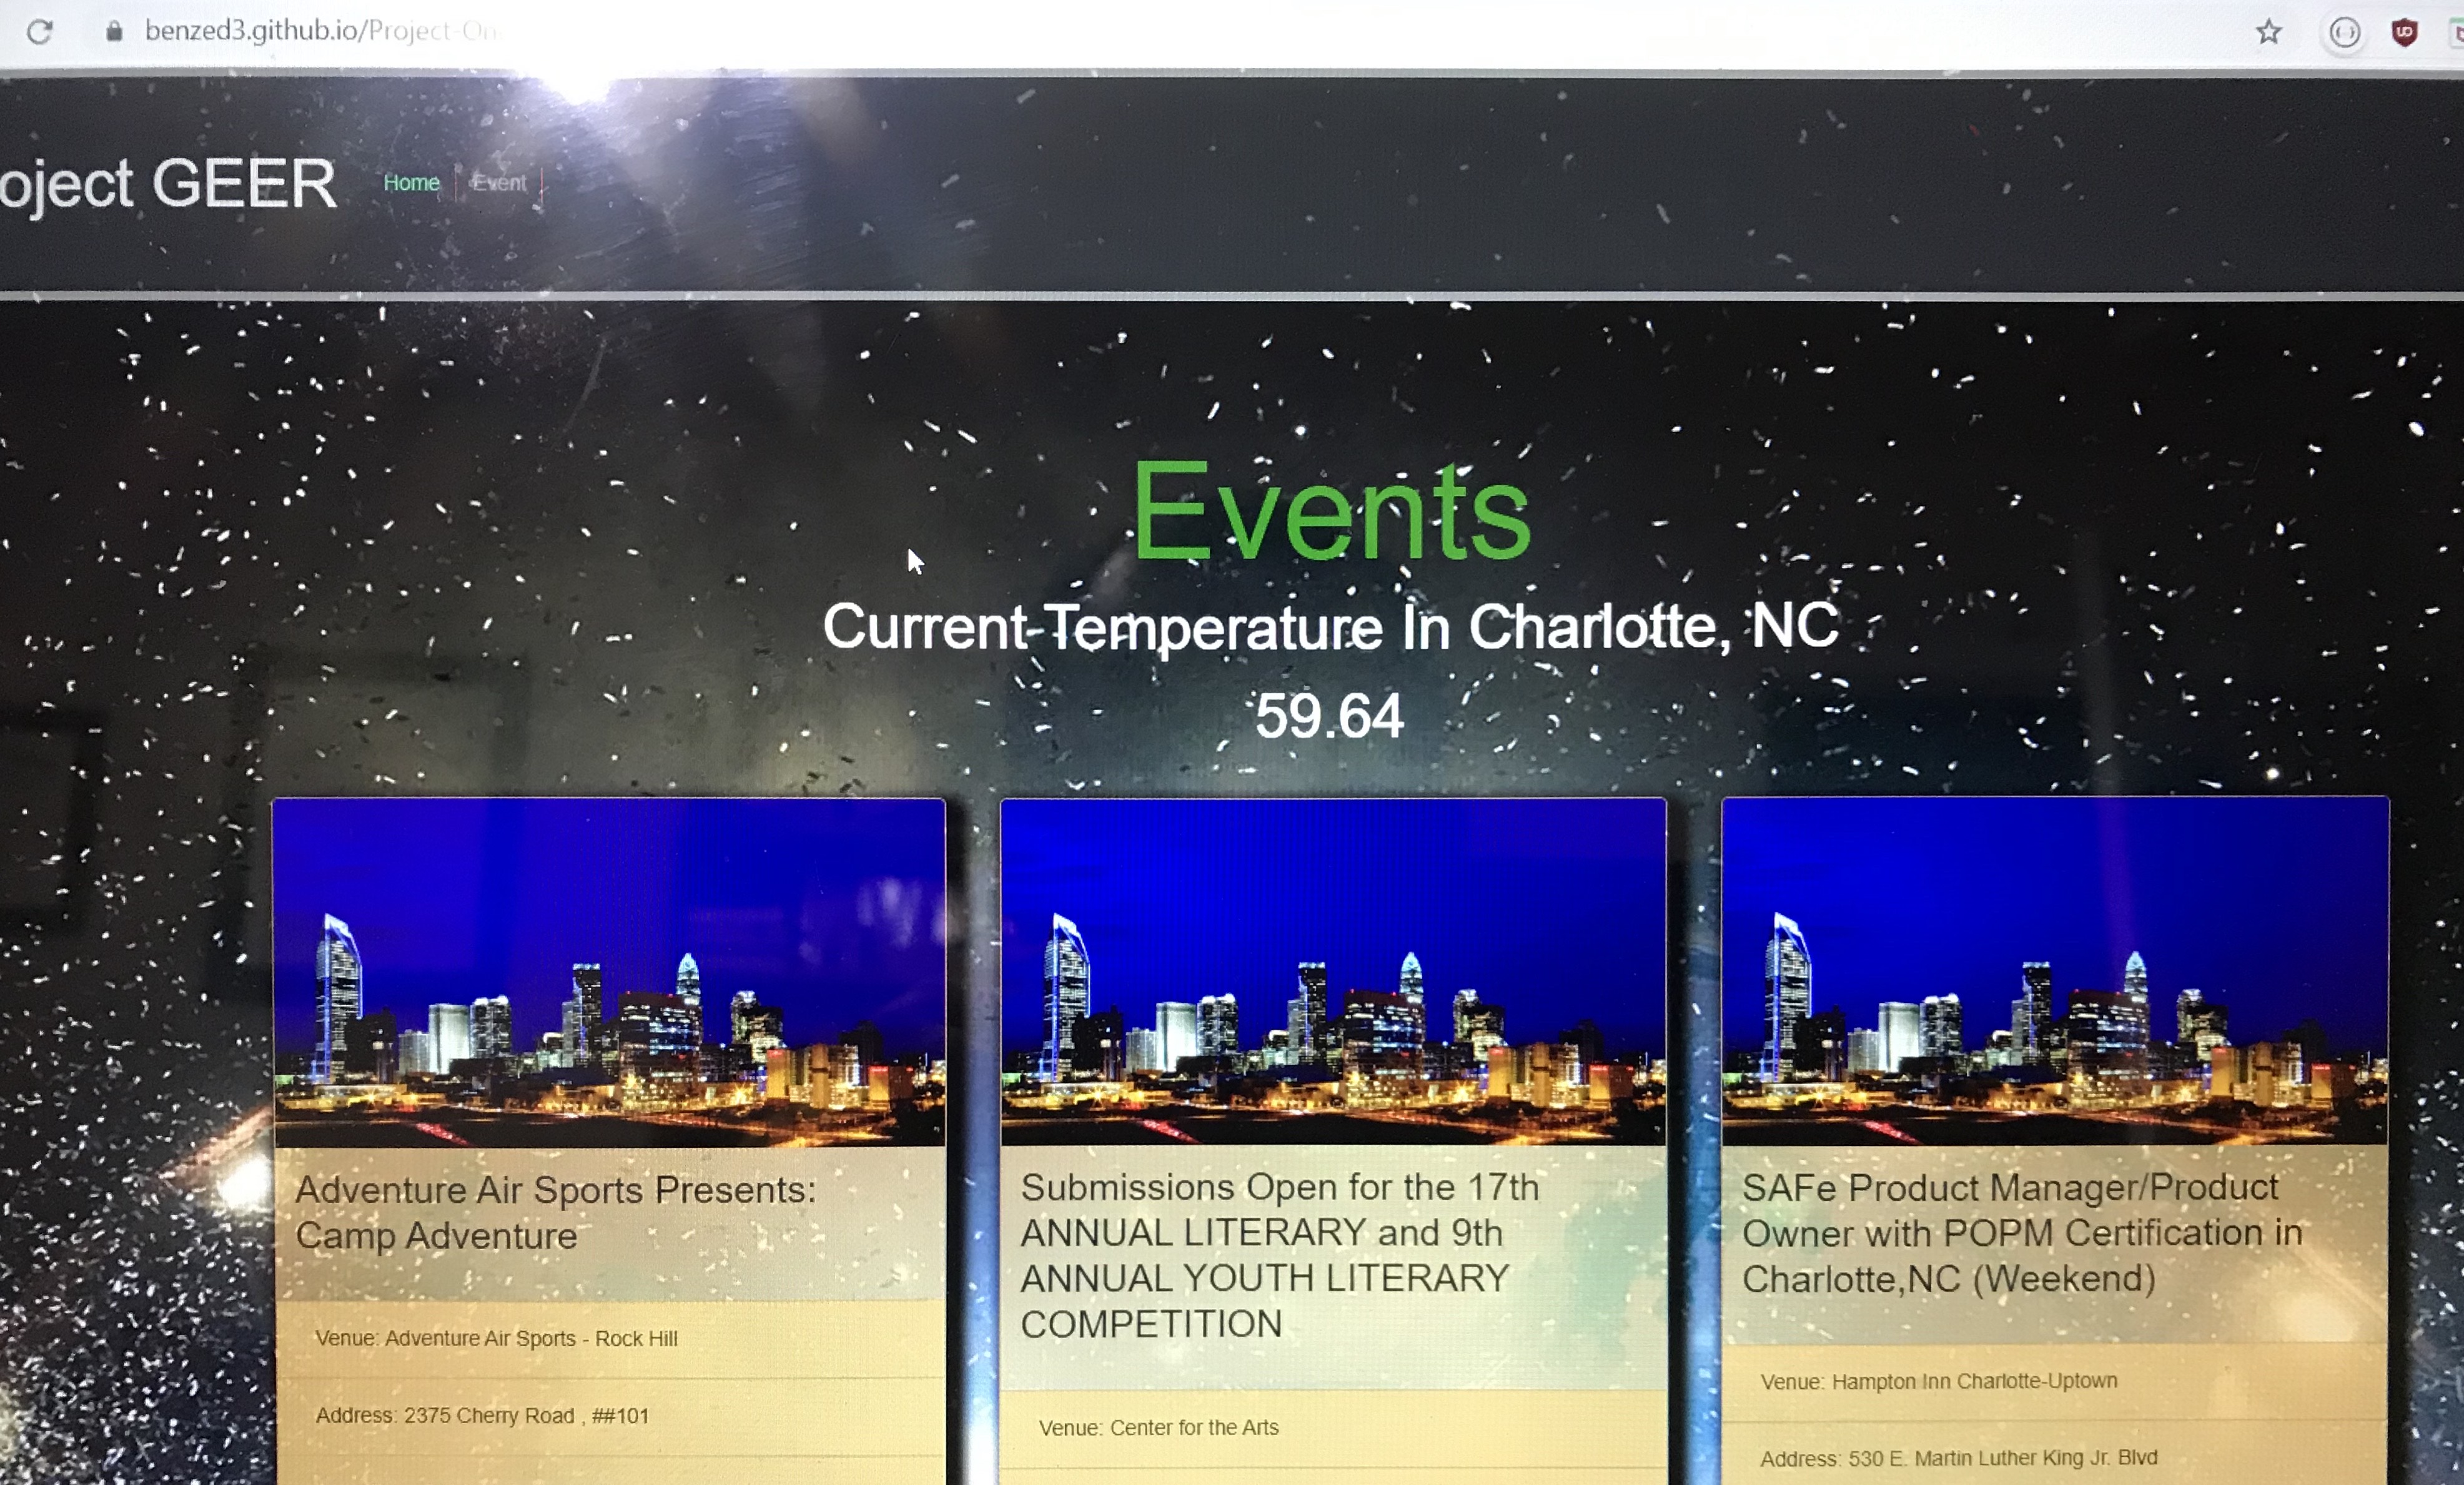 benzed3.github.io/Project-On
oject GEER
Home
Event
Events
Current Temperature In Charlotte, NC
59.64
Adventure Air Sports Presents:
Camp Adventure
Venue: Adventure Air Sports - Rock Hill
Address: 2375 Cherry Road , ##101
Submissions Open for the 17th
ANNUAL LITERARY and 9th
ANNUAL YOUTH LITERARY
COMPETITION
Venue: Center for the Arts
SAFe Product Manager/Product
Owner with POPM Certification in
Charlotte,NC (Weekend)
Venue: Hampton Inn Charlotte-Uptown
Address: 530 E. Martin Luther King Jr. Blvd